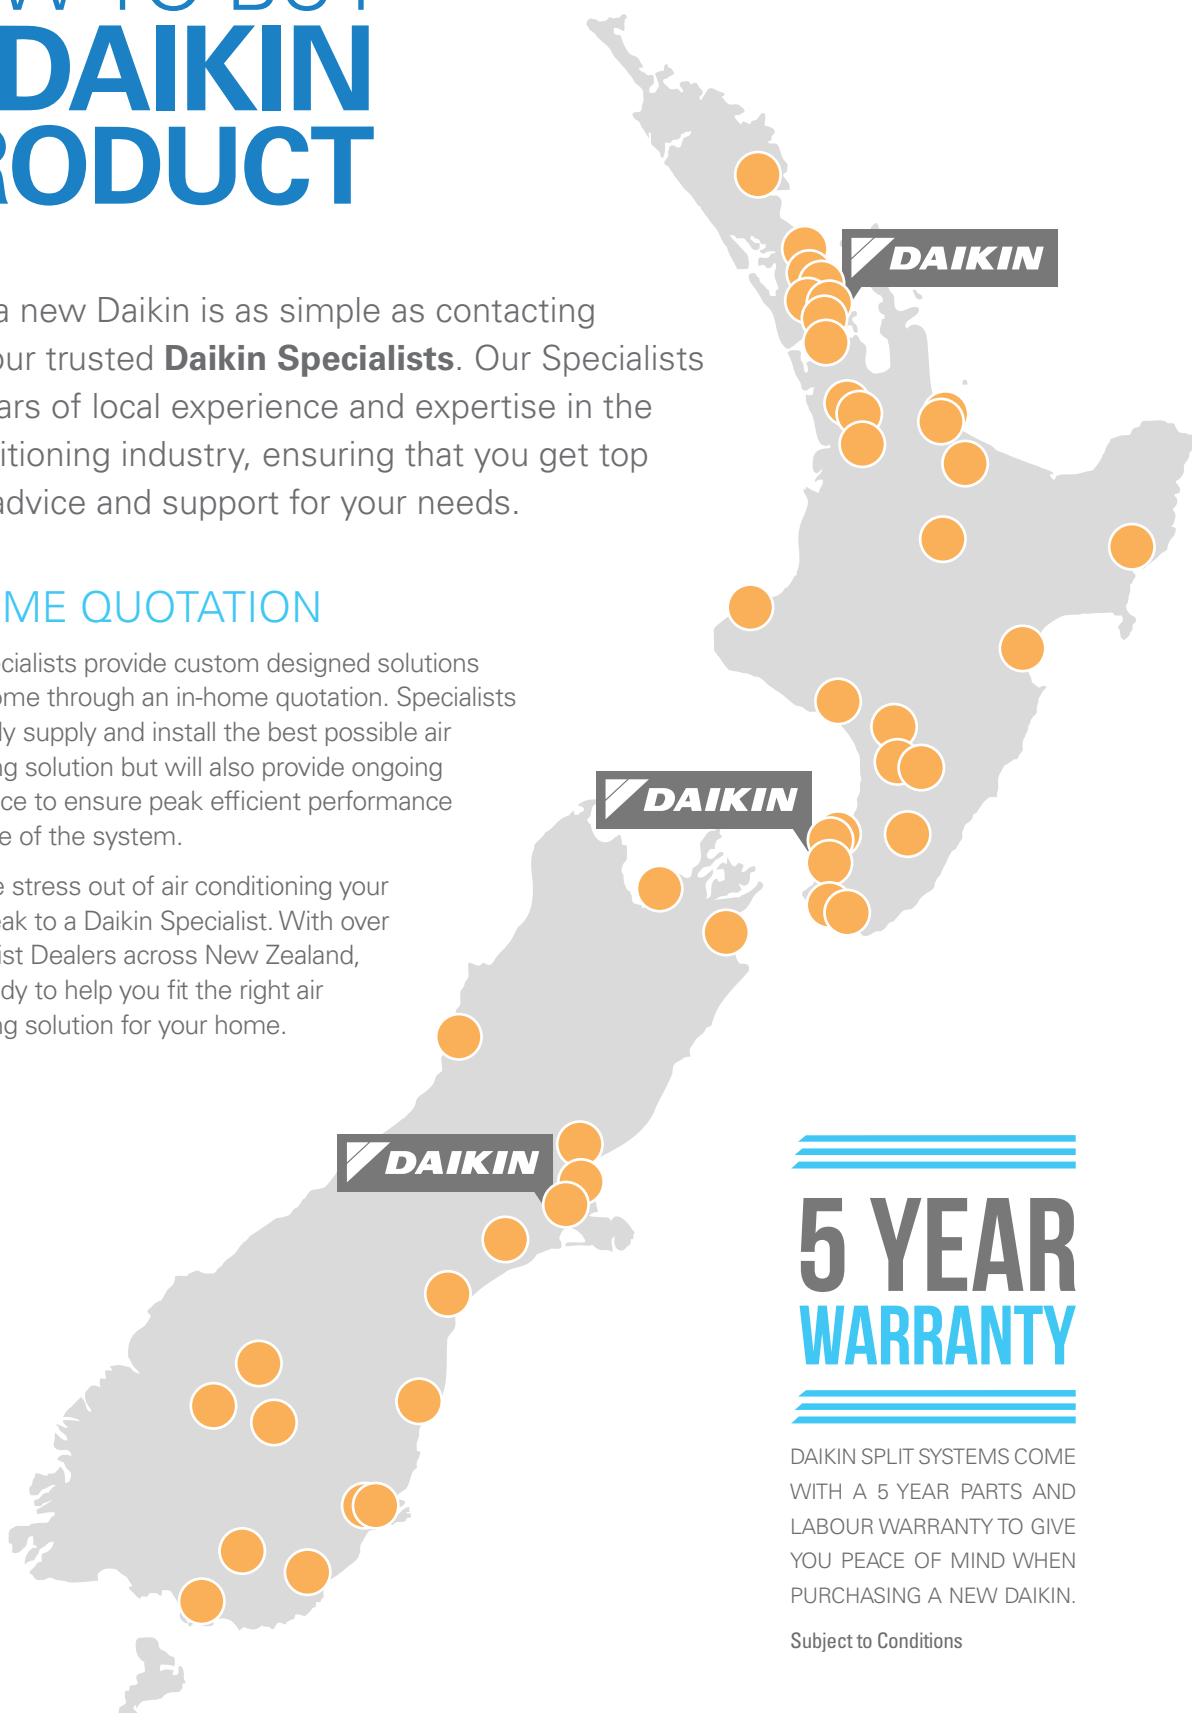 TO BUY
DAIKIN
PRODUCT
a new Daikin is as simple as contacting
our trusted Daikin Specialists. Our Specialists
ars of local experience and expertise in the
itioning industry, ensuring that you get top
advice and support for your needs.
ME QUOTATION
cialists provide custom designed solutions
ome through an in-home quotation. Specialists
ly supply and install the best possible air
ng solution but will also provide ongoing
ce to ensure peak efficient performance
e of the system.
e stress out of air conditioning your
eak to a Daikin Specialist. With over
ist Dealers across New Zealand,
dy to help you fit the right air
ng solution for your home.
DAIKIN
DAIKIN
DAIKIN
5 YEAR
WARRANTY
DAIKIN SPLIT SYSTEMS COME
WITH A 5 YEAR PARTS AND
LABOUR WARRANTY TO GIVE
YOU PEACE OF MIND WHEN
PURCHASING A NEW DAIKIN.
Subject to Conditions